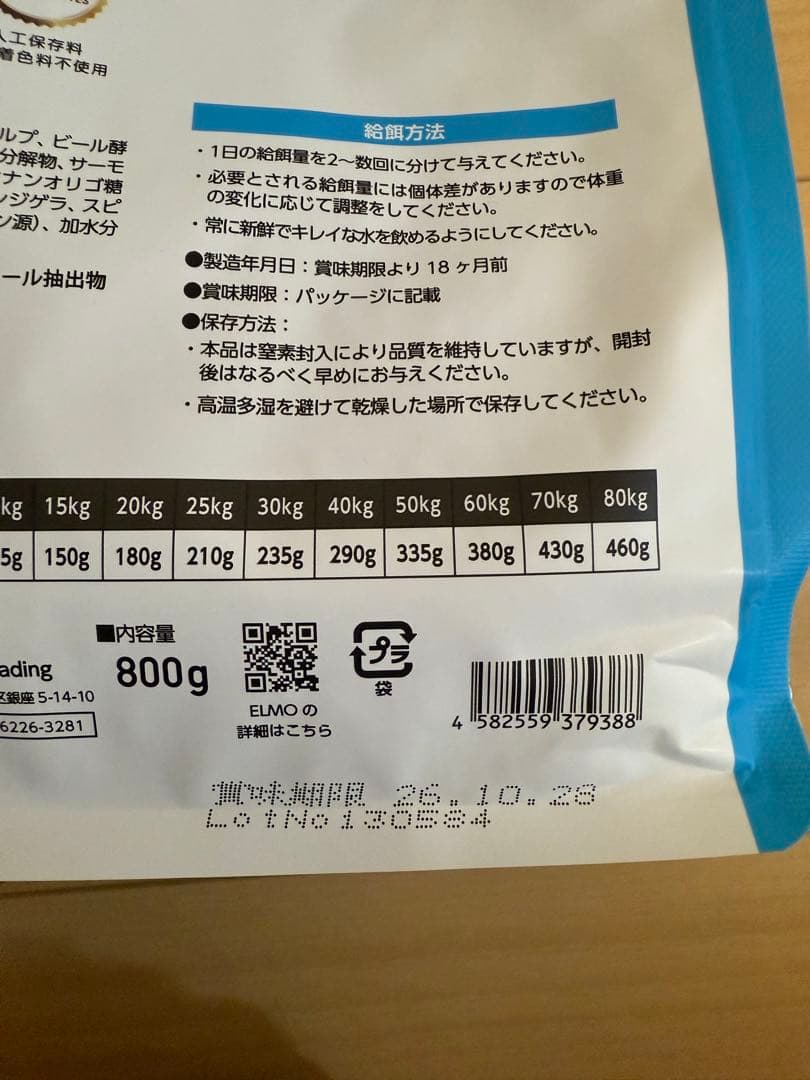 人工保存料
着色料不使用
ルプ、ビール酵
分解物、サーモ
ナンオリゴ糖
ンジゲラ、スピ
ン源)、加水分
ール抽出物
給餌方法
・1日の給餌量を2〜数回に分けて与えてください。
・必要とされる給餌量には個体差がありますので体重
の変化に応じて調整をしてください。
・常に新鮮でキレイな水を飲めるようにしてください。
●製造年月日：賞味期限より 18 ヶ月前
●賞味期限：パッケージに記載
●保存方法：
・本品は窒素封入により品質を維持していますが、開封
後はなるべく早めにお与えください。
・高温多湿を避けて乾燥した場所で保存してください。
kg 15kg 20kg 25kg 30kg 40kg 50kg 60kg 70kg 80kg
5g 150g 180g 210g 235g 290g 335g 380g 430g 460g
ading
区銀座 5-14-10
6226-3281
■内容量
800g
ELMO の
詳細はこちら
プラ
袋
4 582559 379388
賞味期限 26.10.28
LotNo130584